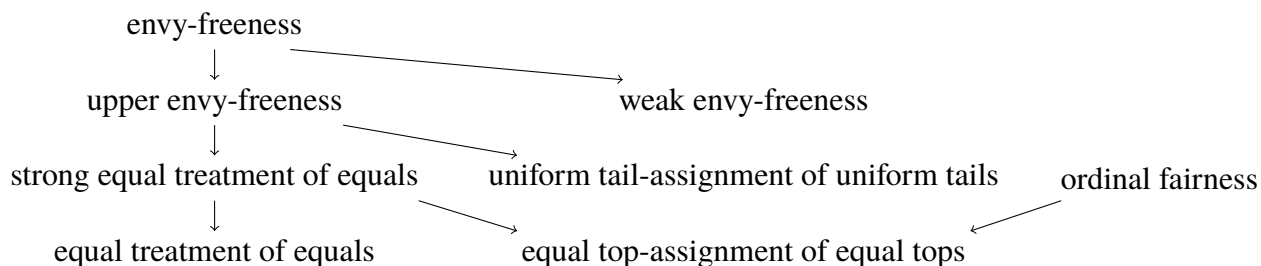 envy-freeness
upper envy-freeness weak envy-freeness
strong equal treatment of equals uniform tail-assignment of uniform tails ordinal fairness
equal treatment of equals equal top-assignment of equal tops